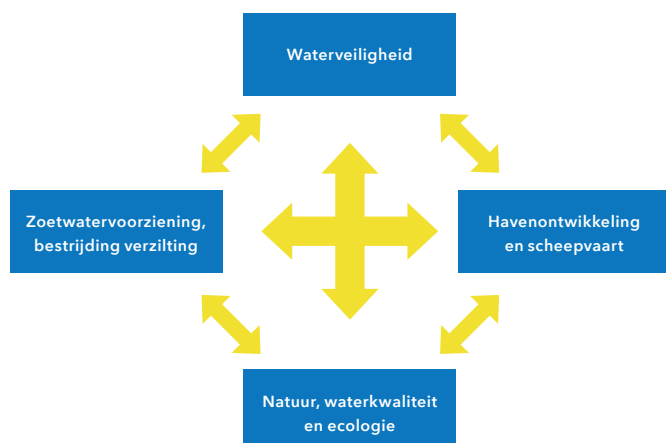 Waterveiligheid
Zoetwatervoorziening,
bestrijding verzilting
Havenontwikkeling
en scheepvaart
Natuur, waterkwaliteit
en ecologie